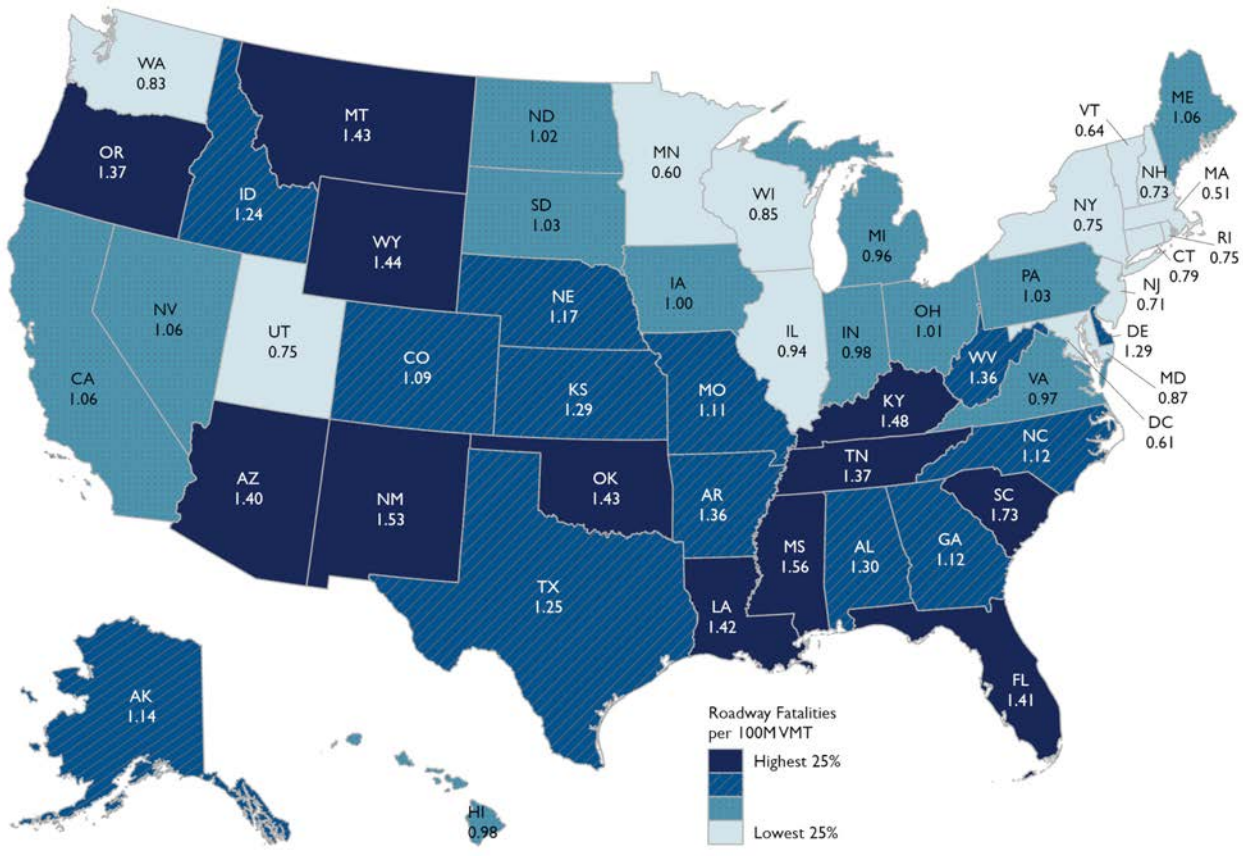 WA
0.83
OR
1.37
ID
1.24
MT
1.43
WY
1.44
ND
1.02
SD
1.03
MN
0.60
WI
0.85
MI
0.96
NE
1.17
IA
1.00
CA
1.06
NV
1.06
UT
0.75
CO
1.09
KS
1.29
MO
1.11
IL
0.94
IN
0.98
OH
1.01
PA
1.03
NY
0.75
VT
0.64
NH
0.73
ME
1.06
MA
0.51
RI
0.75
CT
0.79
NJ
0.71
DE
1.29
MD
0.87
DC
0.61
WV
1.36
VA
0.97
KY
1.48
TN
1.37
NC
1.12
SC
1.73
AZ
1.40
NM
1.53
OK
1.43
AR
1.36
TX
1.25
LA
1.42
MS
1.56
AL
1.30
GA
1.12
FL
1.41
AK
1.14
HI
0.98
Roadway Fatalities
per 100M VMT
Highest 25%
Lowest 25%